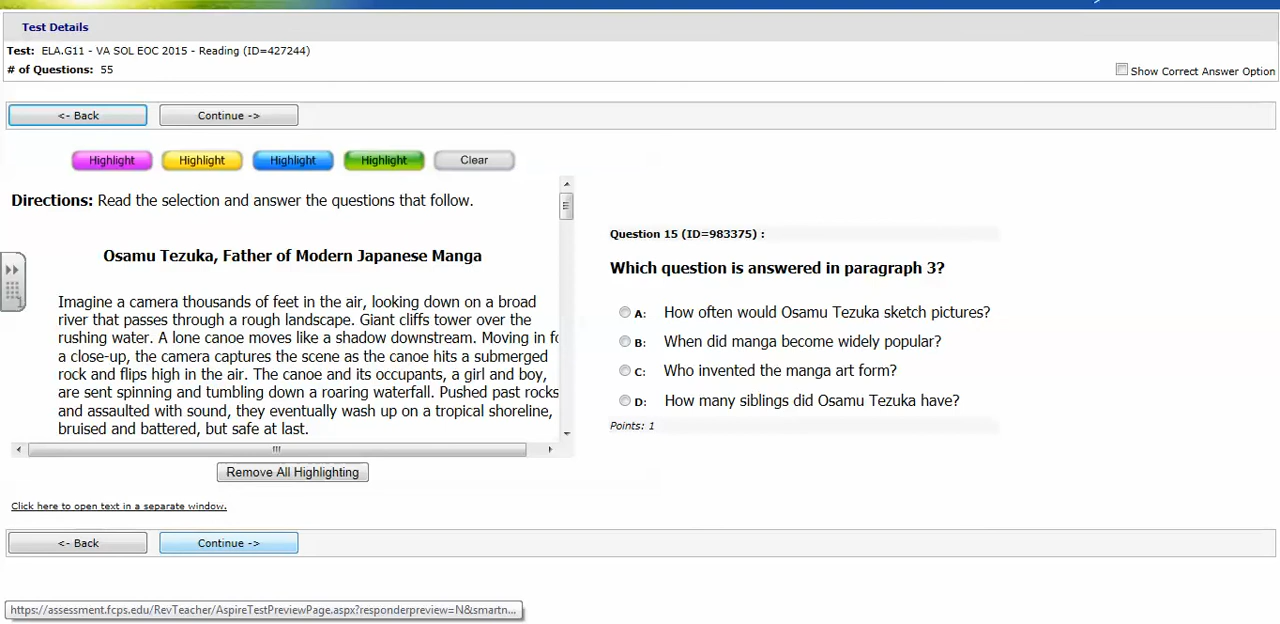 Test Details
Test: ELA.G11 - VA SOL EOC 2015 - Reading (ID=427244)
# of Questions: 55
Show Correct Answer Option
<- Back Continue ->
Highlight Highlight Highlight Highlight Clear
Directions: Read the selection and answer the questions that follow.
Osamu Tezuka, Father of Modern Japanese Manga
Imagine a camera thousands of feet in the air, looking down on a broad
river that passes through a rough landscape. Giant cliffs tower over the
rushing water. A lone canoe moves like a shadow downstream. Moving in fo
a close-up, the camera captures the scene as the canoe hits a submerged
rock and flips high in the air. The canoe and its occupants, a girl and boy,
are sent spinning and tumbling down a roaring waterfall. Pushed past rocks
and assaulted with sound, they eventually wash up on a tropical shoreline,
bruised and battered, but safe at last.
Remove All Highlighting
Click here to open text in a separate window.
Question 15 (ID=983375) :
Which question is answered in paragraph 3?
A: How often would Osamu Tezuka sketch pictures?
B: When did manga become widely popular?
C: Who invented the manga art form?
D: How many siblings did Osamu Tezuka have?
Points: 1
<- Back Continue ->
https://assessment.fcps.edu/RevTeacher/AspireTestPreviewPage.aspx?responderpreview=N&smartn...